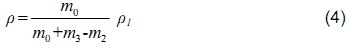 ρ = m₀ / (m₀+m₃-m₂) ρ₁ (4)